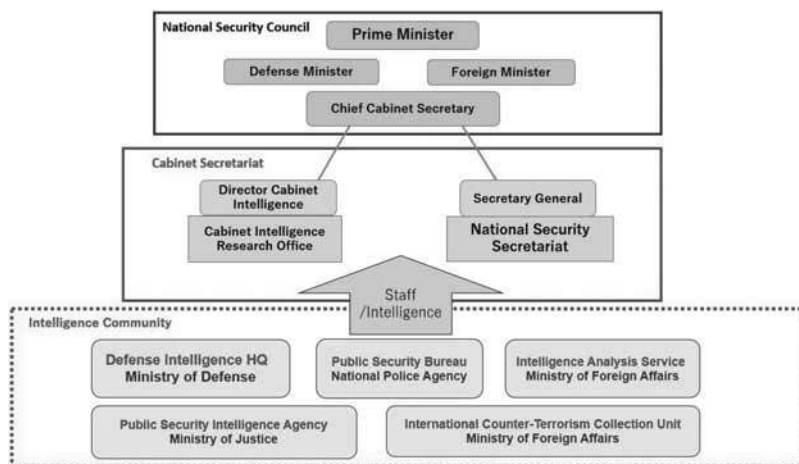 National Security Council
Prime Minister
Defense Minister
Foreign Minister
Chief Cabinet Secretary
Cabinet Secretariat
Director Cabinet
Intelligence
Cabinet Intelligence
Research Office
Secretary General
National Security
Secretariat
Staff
/Intelligence
Intelligence Community
Defense Intelligence HQ
Ministry of Defense
Public Security Bureau
National Police Agency
Intelligence Analysis Service
Ministry of Foreign Affairs
Public Security Intelligence Agency
Ministry of Justice
International Counter-Terrorism Collection Unit
Ministry of Foreign Affairs